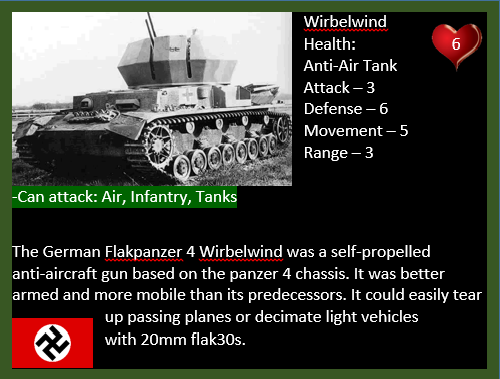 Wirbelwind
Health:
6
Anti-Air Tank
Attack – 3
Defense – 6
Movement – 5
Range – 3
-Can attack: Air, Infantry, Tanks
The German Flakpanzer 4 Wirbelwind was a self-propelled
anti-aircraft gun based on the panzer 4 chassis. It was better
armed and more mobile than its predecessors. It could easily tear
up passing planes or decimate light vehicles
with 20mm flak30s.